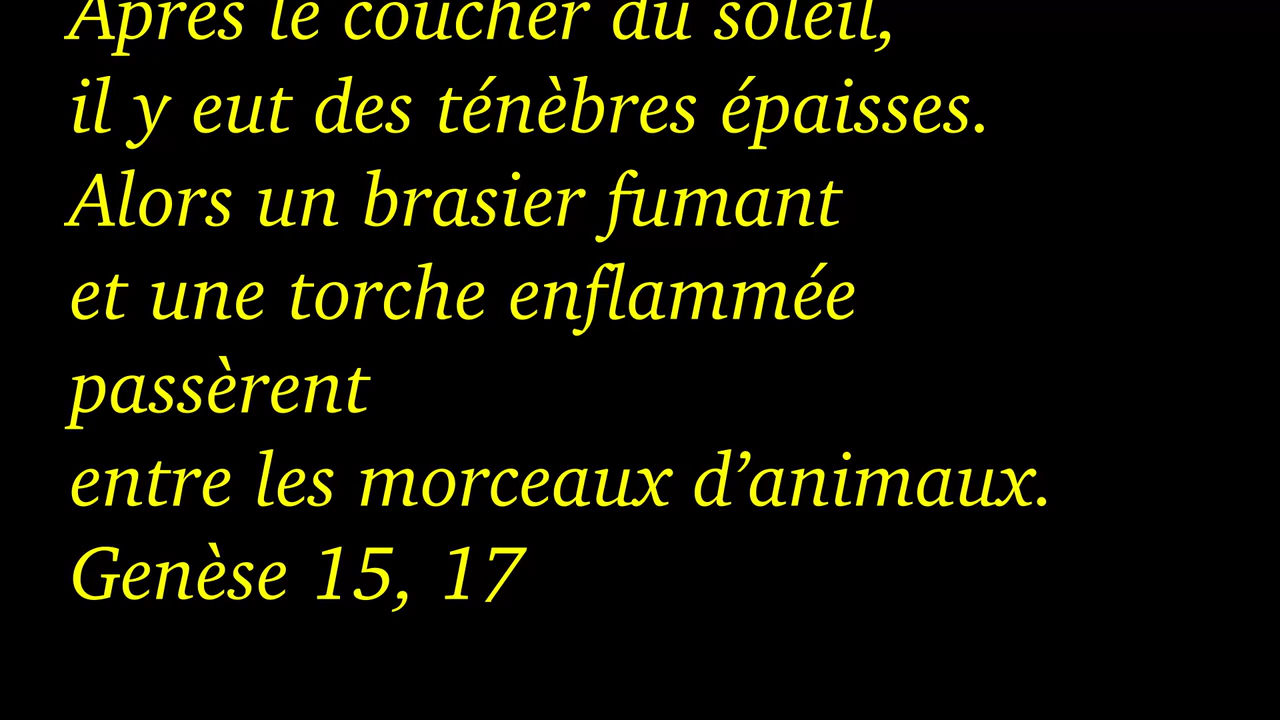 Après le coucher du soleil,
il y eut des ténèbres épaisses.
Alors un brasier fumant
et une torche enflammée
passèrent
entre les morceaux d’animaux.
Genèse 15, 17